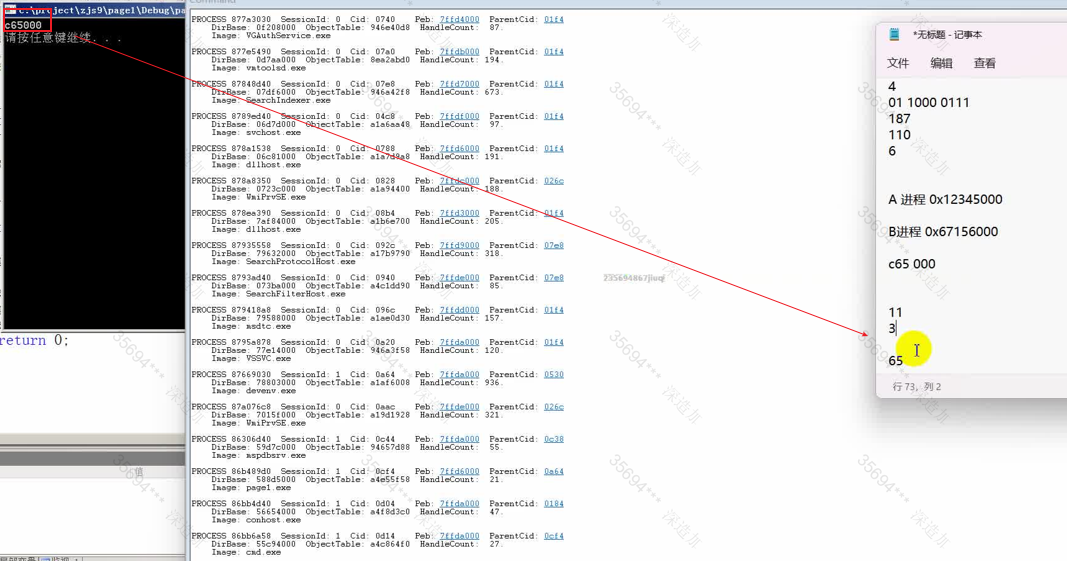 Command
c:\project\zjs9\page1\Debug\pa
c65000
请按任意键继续. . .
return 0;
值
PROCESS 877a3030 SessionId: 0 Cid: 0740 Peb: 7ffd4000 ParentCid: 01f4
DirBase: 0f208000 ObjectTable: 946e40d8 HandleCount: 87.
Image: VGAuthService.exe
PROCESS 877e5490 SessionId: 0 Cid: 07a0 Peb: 7ffdb000 ParentCid: 01f4
DirBase: 0d7aa000 ObjectTable: 8ea2abd0 HandleCount: 194.
Image: vmtoolsd.exe
PROCESS 87848d40 SessionId: 0 Cid: 07e8 Peb: 7ffd7000 ParentCid: 01f4
DirBase: 07df6000 ObjectTable: 946a42f8 HandleCount: 673.
Image: SearchIndexer.exe
PROCESS 8789ed40 SessionId: 0 Cid: 04c8 Peb: 7ffdf000 ParentCid: 01f4
DirBase: 06d7d000 ObjectTable: a1a6aa48 HandleCount: 97.
Image: svchost.exe
PROCESS 878a1538 SessionId: 0 Cid: 0788 Peb: 7ffd6000 ParentCid: 01f4
DirBase: 06c81000 ObjectTable: a1a7d9a8 HandleCount: 191.
Image: dllhost.exe
PROCESS 878a8350 SessionId: 0 Cid: 0828 Peb: 7ffdc000 ParentCid: 026c
DirBase: 0723c000 ObjectTable: a1a94400 HandleCount: 188.
Image: WmiPrvSE.exe
PROCESS 878ea390 SessionId: 0 Cid: 08b4 Peb: 7ffd3000 ParentCid: 01f4
DirBase: 7af84000 ObjectTable: a1b6e700 HandleCount: 205.
Image: dllhost.exe
PROCESS 87935558 SessionId: 0 Cid: 092c Peb: 7ffd9000 ParentCid: 07e8
DirBase: 79632000 ObjectTable: a17b9790 HandleCount: 318.
Image: SearchProtocolHost.exe
PROCESS 8793ad40 SessionId: 0 Cid: 0940 Peb: 7ffde000 ParentCid: 07e8
DirBase: 073ba000 ObjectTable: a4c1dd90 HandleCount: 85.
Image: SearchFilterHost.exe
PROCESS 879418a8 SessionId: 0 Cid: 096c Peb: 7ffdd000 ParentCid: 01f4
DirBase: 79588000 ObjectTable: a1ae0d30 HandleCount: 157.
Image: msdtc.exe
PROCESS 8795a878 SessionId: 0 Cid: 0a20 Peb: 7ffda000 ParentCid: 01f4
DirBase: 77e14000 ObjectTable: 946a3f58 HandleCount: 120.
Image: VSSVC.exe
PROCESS 87669030 SessionId: 1 Cid: 0a64 Peb: 7ffda000 ParentCid: 0530
DirBase: 78803000 ObjectTable: a1af6008 HandleCount: 936.
Image: devenv.exe
PROCESS 87a076c8 SessionId: 0 Cid: 0aac Peb: 7ffde000 ParentCid: 026c
DirBase: 7015f000 ObjectTable: a19d1928 HandleCount: 321.
Image: WmiPrvSE.exe
PROCESS 86306d40 SessionId: 1 Cid: 0c44 Peb: 7ffda000 ParentCid: 0c38
DirBase: 59d7c000 ObjectTable: 94657d88 HandleCount: 55.
Image: mspdbsrv.exe
PROCESS 86b489d0 SessionId: 1 Cid: 0cf4 Peb: 7ffd6000 ParentCid: 0a64
DirBase: 588d5000 ObjectTable: a4e55f58 HandleCount: 21.
Image: page1.exe
PROCESS 86bb4d40 SessionId: 1 Cid: 0d04 Peb: 7ffda000 ParentCid: 0184
DirBase: 56654000 ObjectTable: a4f8d3c0 HandleCount: 47.
Image: conhost.exe
PROCESS 86bb6a58 SessionId: 1 Cid: 0d14 Peb: 7ffda000 ParentCid: 0cf4
DirBase: 55c94000 ObjectTable: a4c864f0 HandleCount: 27.
Image: cmd.exe
*无标题 - 记事本
文件 编辑 查看
4
01 1000 0111
187
110
6
A 进程 0x12345000
B进程 0x67156000
c65 000
11
3
65
行 73, 列 2